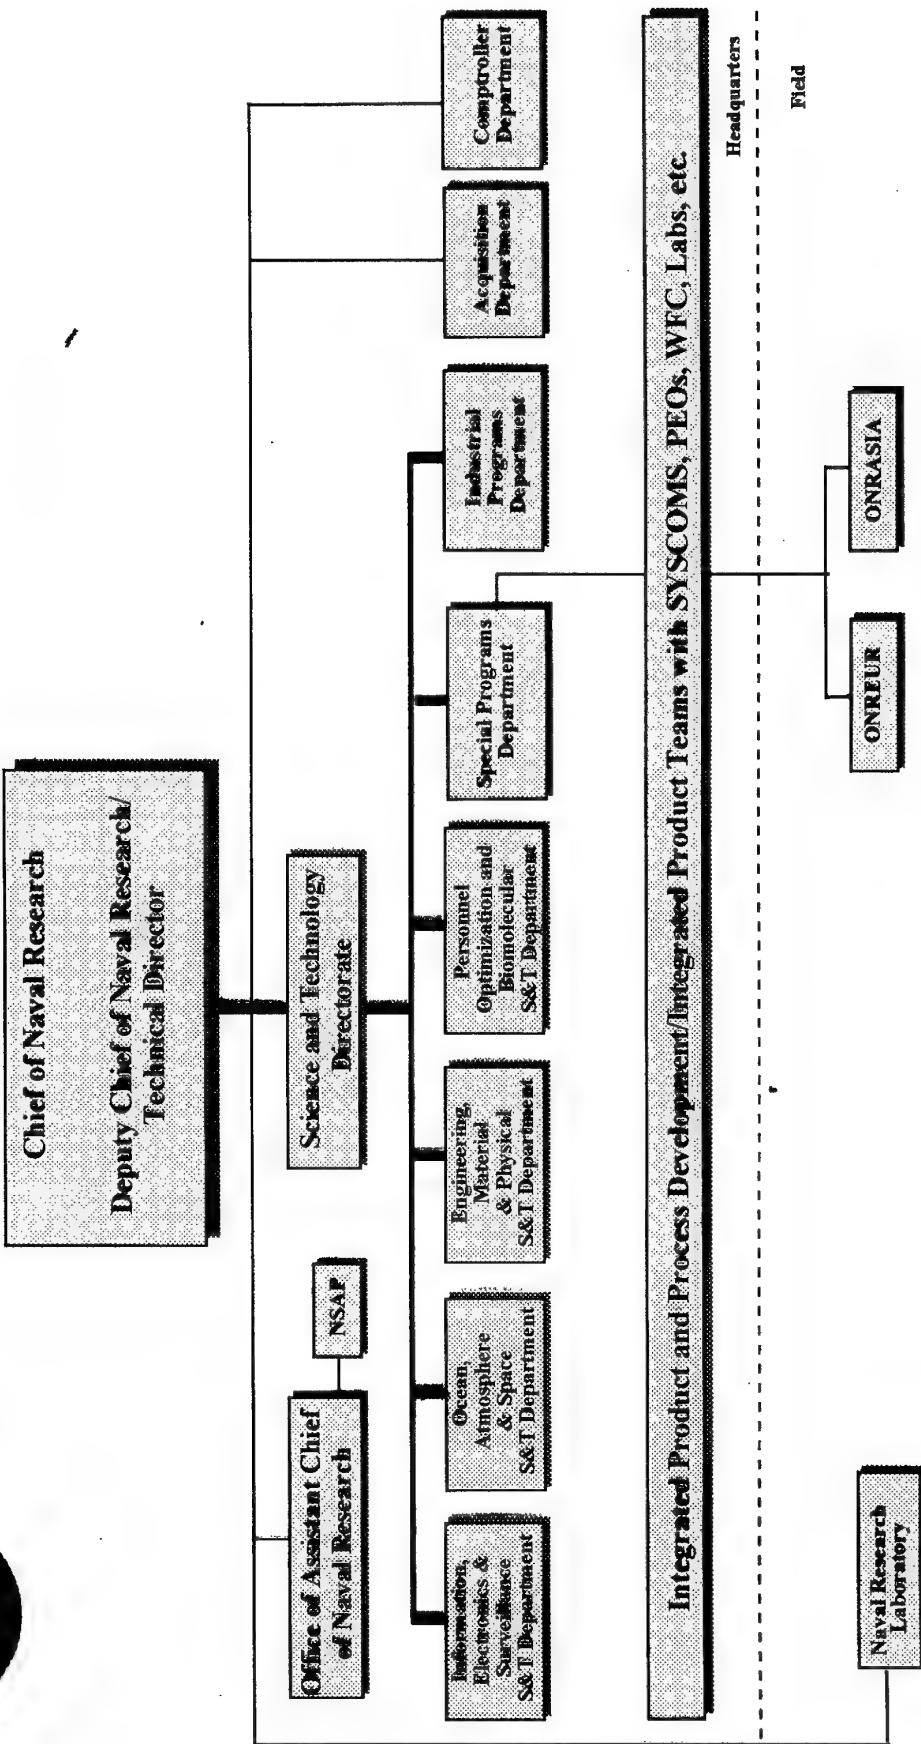 Chief of Naval Research
Deputy Chief of Naval Research/
Technical Director
Office of Assistant Chief
of Naval Research
NSAP
Science and Technology
Directorate
Information,
Electronics &
Surveillance
S&T Department
Ocean,
Atmosphere
& Space
S&T Department
Engineering,
Material
& Physical
S&T Department
Personnel
Optimization and
Biomolecular
S&T Department
Special Programs
Department
Industrial
Programs
Department
Acquisition
Department
Comptroller
Department
Integrated Product and Process Development/Integrated Product Teams with SYSCOMS, PEOs, WFC, Labs, etc.
Headquarters
Field
Naval Research
Laboratory
ONREUR
ONRASIA